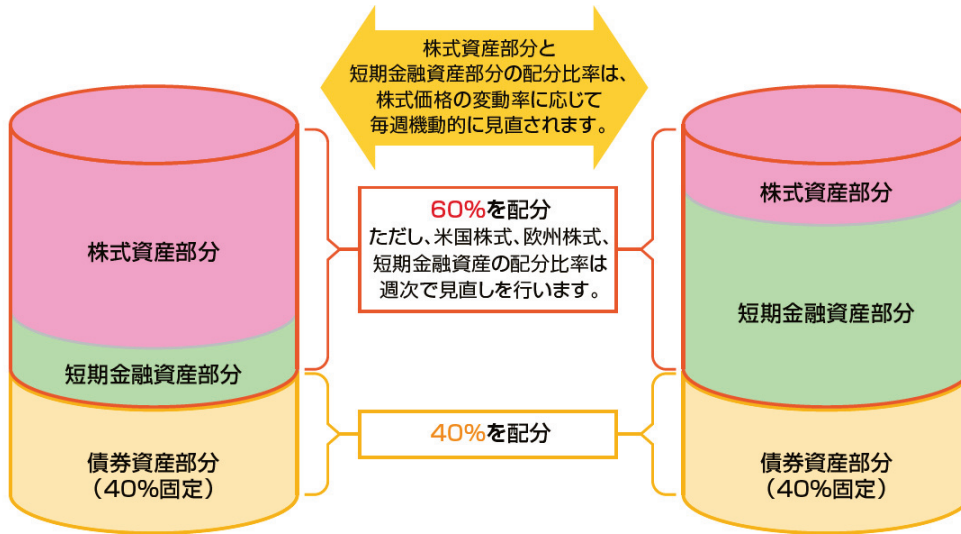 株式資産部分と
短期金融資産部分の配分比率は、
株式価格の変動率に応じて
毎週機動的に見直されます。
株式資産部分
短期金融資産部分
債券資産部分
(40%固定)
60%を配分
ただし、米国株式、欧州株式、
短期金融資産の配分比率は
週次で見直しを行います。
40%を配分
株式資産部分
短期金融資産部分
債券資産部分
(40%固定)